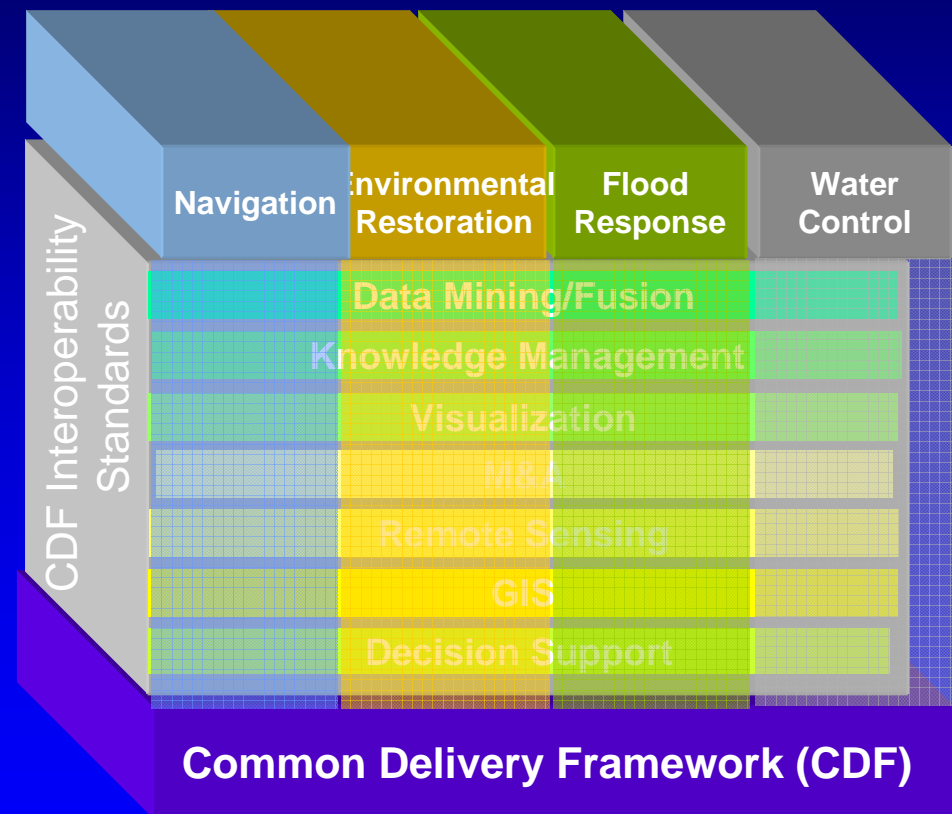 Navigation
Environmental
Restoration
Flood
Response
Water
Control
CDF Interoperability
Standards
Data Mining/Fusion
Knowledge Management
Visualization
M&A
Remote Sensing
GIS
Decision Support
Common Delivery Framework (CDF)